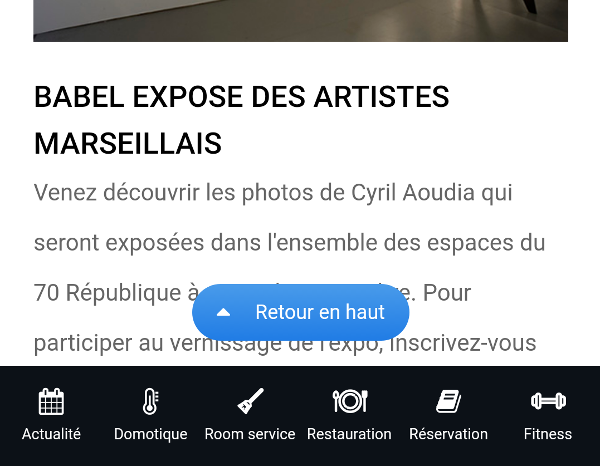 BABEL EXPOSE DES ARTISTES
MARSEILLAIS
Venez découvrir les photos de Cyril Aoudia qui
seront exposées dans l'ensemble des espaces du
70 République à Pour
Retour en haut
participer au vernissage de l'expo, inscrivez-vous
Actualité Domotique Room service Restauration Réservation Fitness